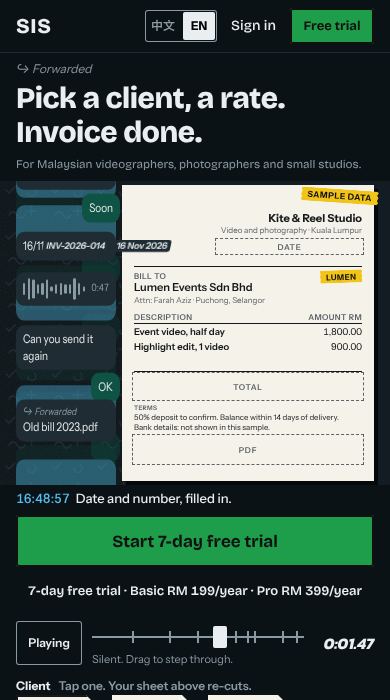 SIS
中文 EN
Sign in
Free trial
↪ Forwarded
Pick a client, a rate.
Invoice done.
For Malaysian videographers, photographers and small studios.
Soon
16/11 INV-2026-014 16 Nov 2026
0:47
Can you send it
again
OK
↪ Forwarded
Old bill 2023.pdf
SAMPLE DATA
Kite & Reel Studio
Video and photography · Kuala Lumpur
DATE
BILL TO
LUMEN
Lumen Events Sdn Bhd
Attn: Farah Aziz · Puchong, Selangor
DESCRIPTION AMOUNT RM
Event video, half day 1,800.00
Highlight edit, 1 video 900.00
TOTAL
TERMS
50% deposit to confirm. Balance within 14 days of delivery.
Bank details: not shown in this sample.
PDF
16:48:57 Date and number, filled in.
Start 7-day free trial
7-day free trial · Basic RM 199/year · Pro RM 399/year
Playing
0:01.47
Silent. Drag to step through.
Client Tap one. Your sheet above re-cuts.